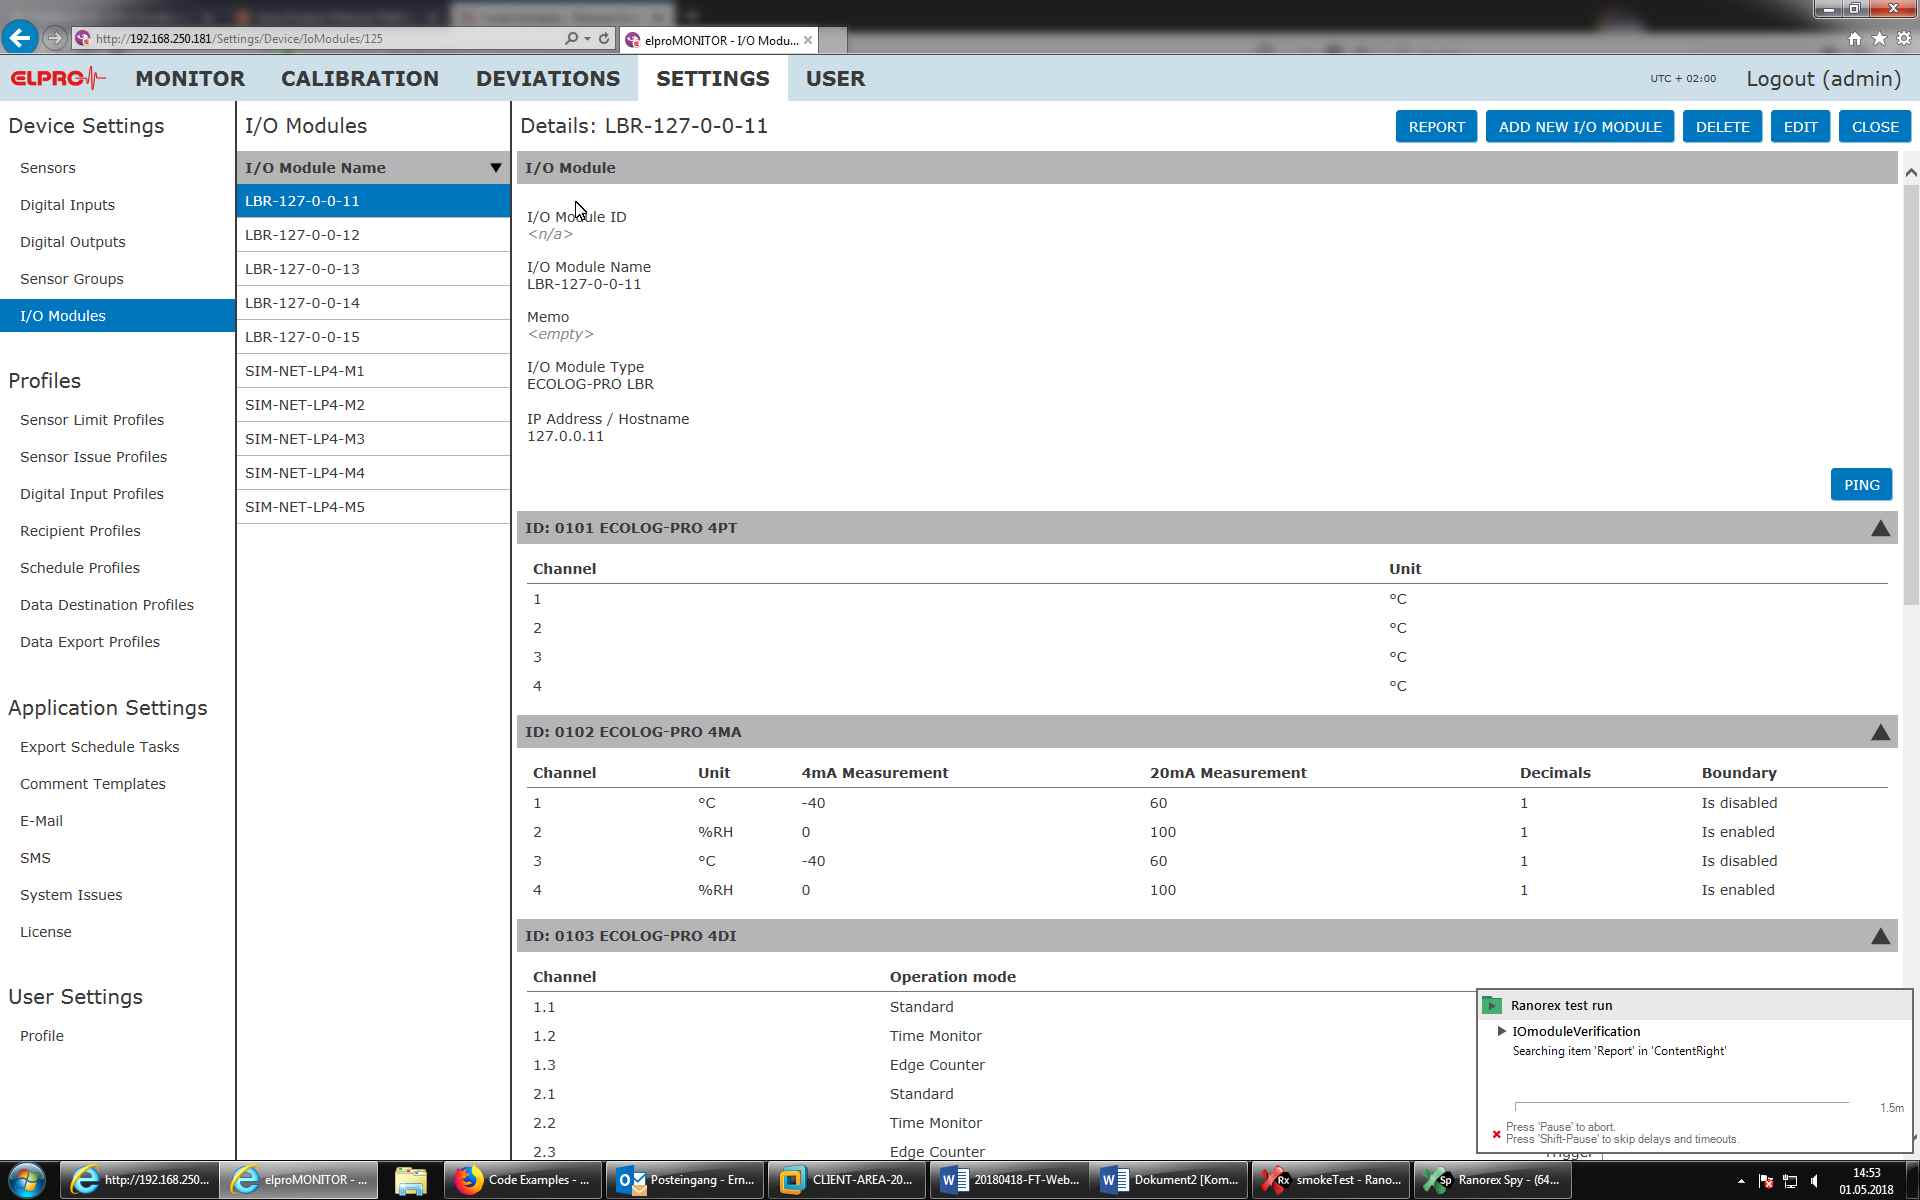 http://192.168.250.181/Settings/Device/IoModules/125
elproMONITOR - I/O Modu...
ELPRO MONITOR CALIBRATION DEVIATIONS SETTINGS USER UTC + 02:00 Logout (admin)
Device Settings
Sensors
Digital Inputs
Digital Outputs
Sensor Groups
I/O Modules
Profiles
Sensor Limit Profiles
Sensor Issue Profiles
Digital Input Profiles
Recipient Profiles
Schedule Profiles
Data Destination Profiles
Data Export Profiles
Application Settings
Export Schedule Tasks
Comment Templates
E-Mail
SMS
System Issues
License
User Settings
Profile
I/O Modules
I/O Module Name
LBR-127-0-0-11
LBR-127-0-0-12
LBR-127-0-0-13
LBR-127-0-0-14
LBR-127-0-0-15
SIM-NET-LP4-M1
SIM-NET-LP4-M2
SIM-NET-LP4-M3
SIM-NET-LP4-M4
SIM-NET-LP4-M5
Details: LBR-127-0-0-11
REPORT ADD NEW I/O MODULE DELETE EDIT CLOSE
I/O Module
I/O Module ID
<n/a>
I/O Module Name
LBR-127-0-0-11
Memo
<empty>
I/O Module Type
ECOLOG-PRO LBR
IP Address / Hostname
127.0.0.11
PING
ID: 0101 ECOLOG-PRO 4PT
Channel Unit
1 °C
2 °C
3 °C
4 °C
ID: 0102 ECOLOG-PRO 4MA
Channel Unit 4mA Measurement 20mA Measurement Decimals Boundary
1 °C -40 60 1 Is disabled
2 %RH 0 100 1 Is enabled
3 °C -40 60 1 Is disabled
4 %RH 0 100 1 Is enabled
ID: 0103 ECOLOG-PRO 4DI
Channel Operation mode
1.1 Standard
1.2 Time Monitor
1.3 Edge Counter
2.1 Standard
2.2 Time Monitor
2.3 Edge Counter
Ranorex test run
IOmoduleVerification
Searching item 'Report' in 'ContentRight'
1.5m
Press 'Pause' to abort.
Press 'Shift-Pause' to skip delays and timeouts.
http://192.168.250...
elproMONITOR - ...
Code Examples - ...
Posteingang - Ern...
CLIENT-AREA-20...
20180418-FT-Web...
Dokument2 [Kom...
smokeTest - Rano...
Ranorex Spy - (64...
14:53
01.05.2018